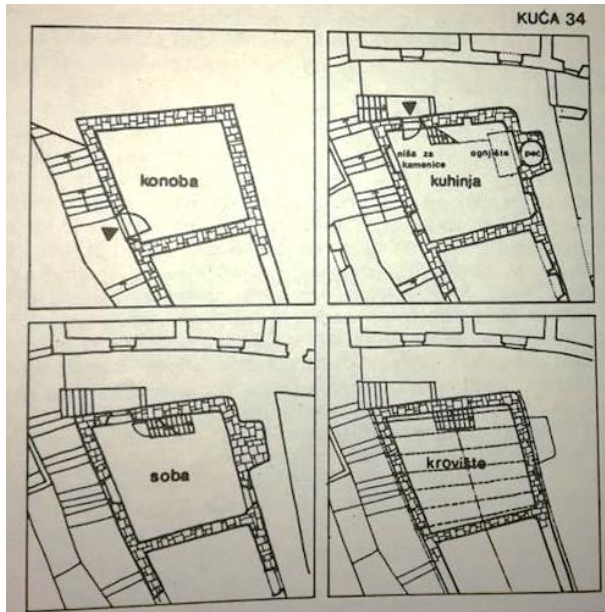 KUĆA 34
konoba
niša za
kamenice
ognjište
peć
kuhinja
soba
krovište